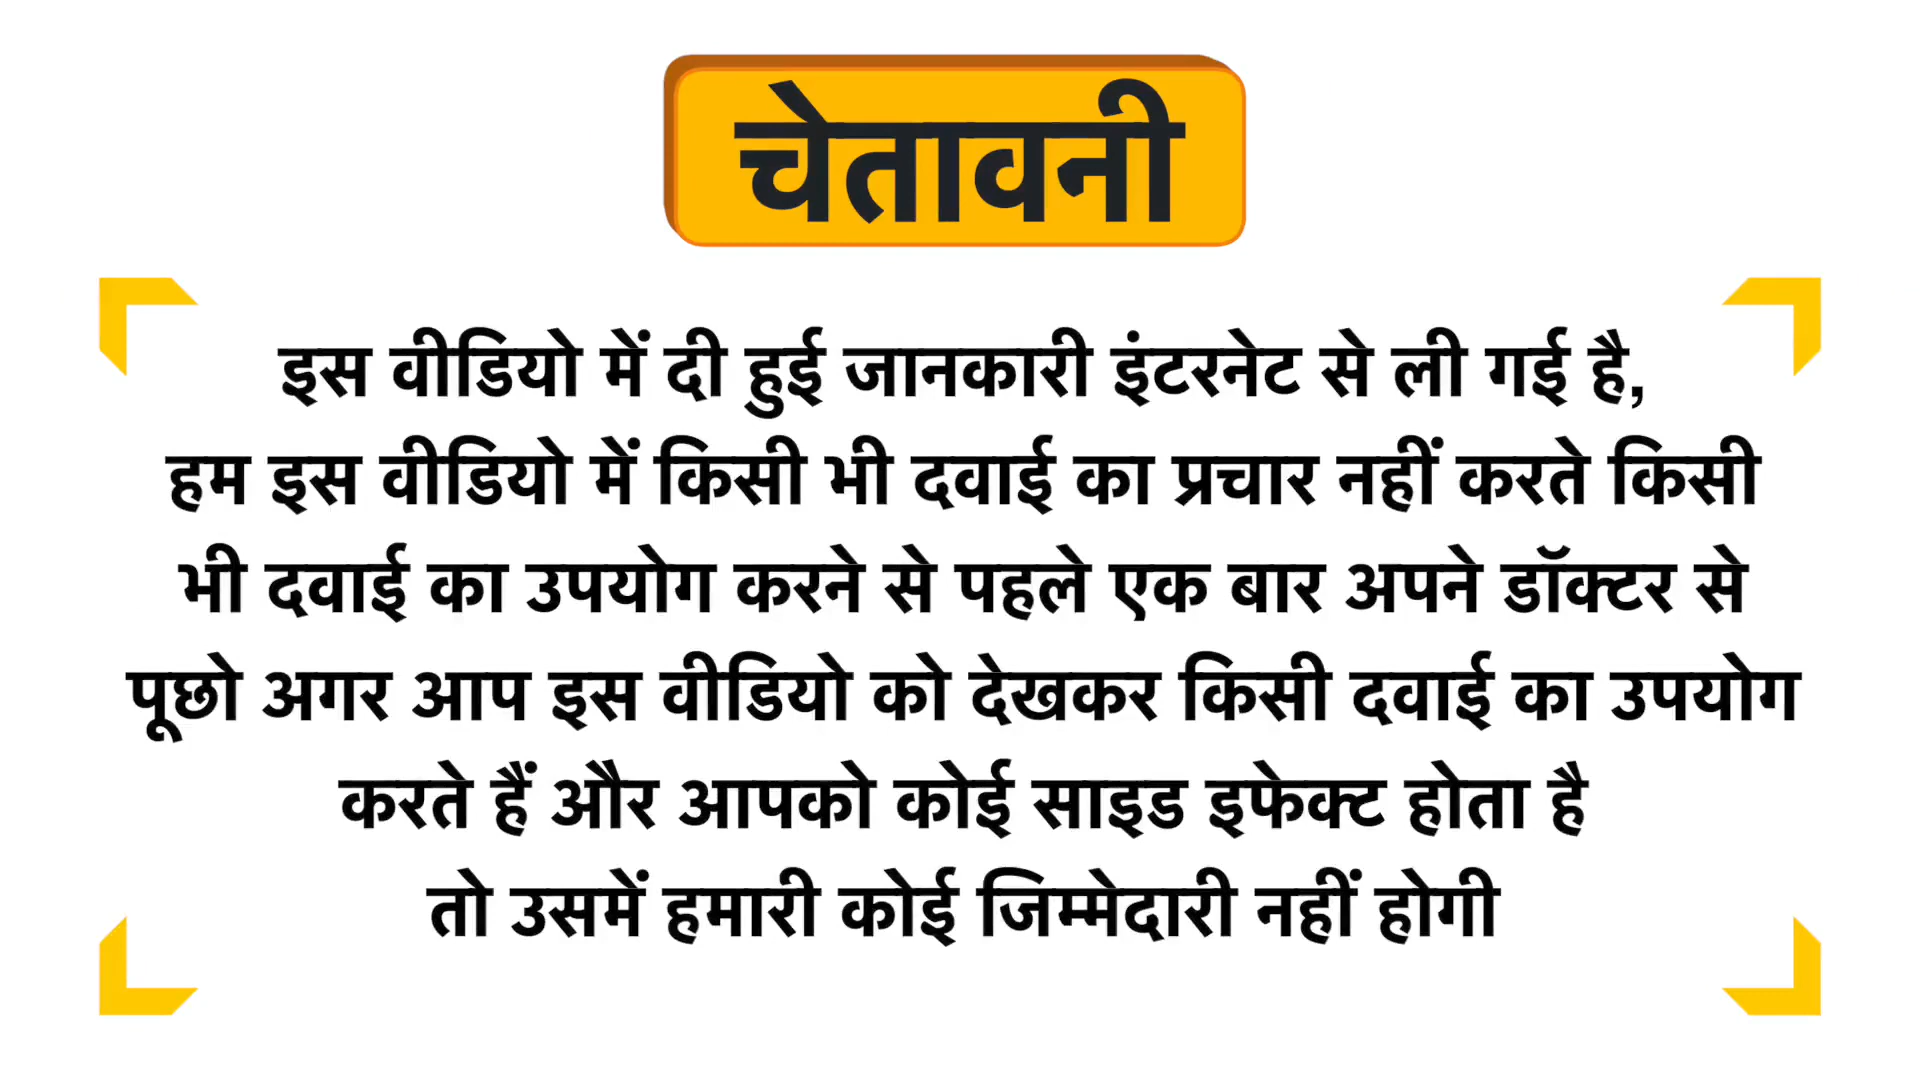 चेतावनी
इस वीडियो में दी हुई जानकारी इंटरनेट से ली गई है,
हम इस वीडियो में किसी भी दवाई का प्रचार नहीं करते किसी
भी दवाई का उपयोग करने से पहले एक बार अपने डॉक्टर से
पूछो अगर आप इस वीडियो को देखकर किसी दवाई का उपयोग
करते हैं और आपको कोई साइड इफेक्ट होता है
तो उसमें हमारी कोई जिम्मेदारी नहीं होगी